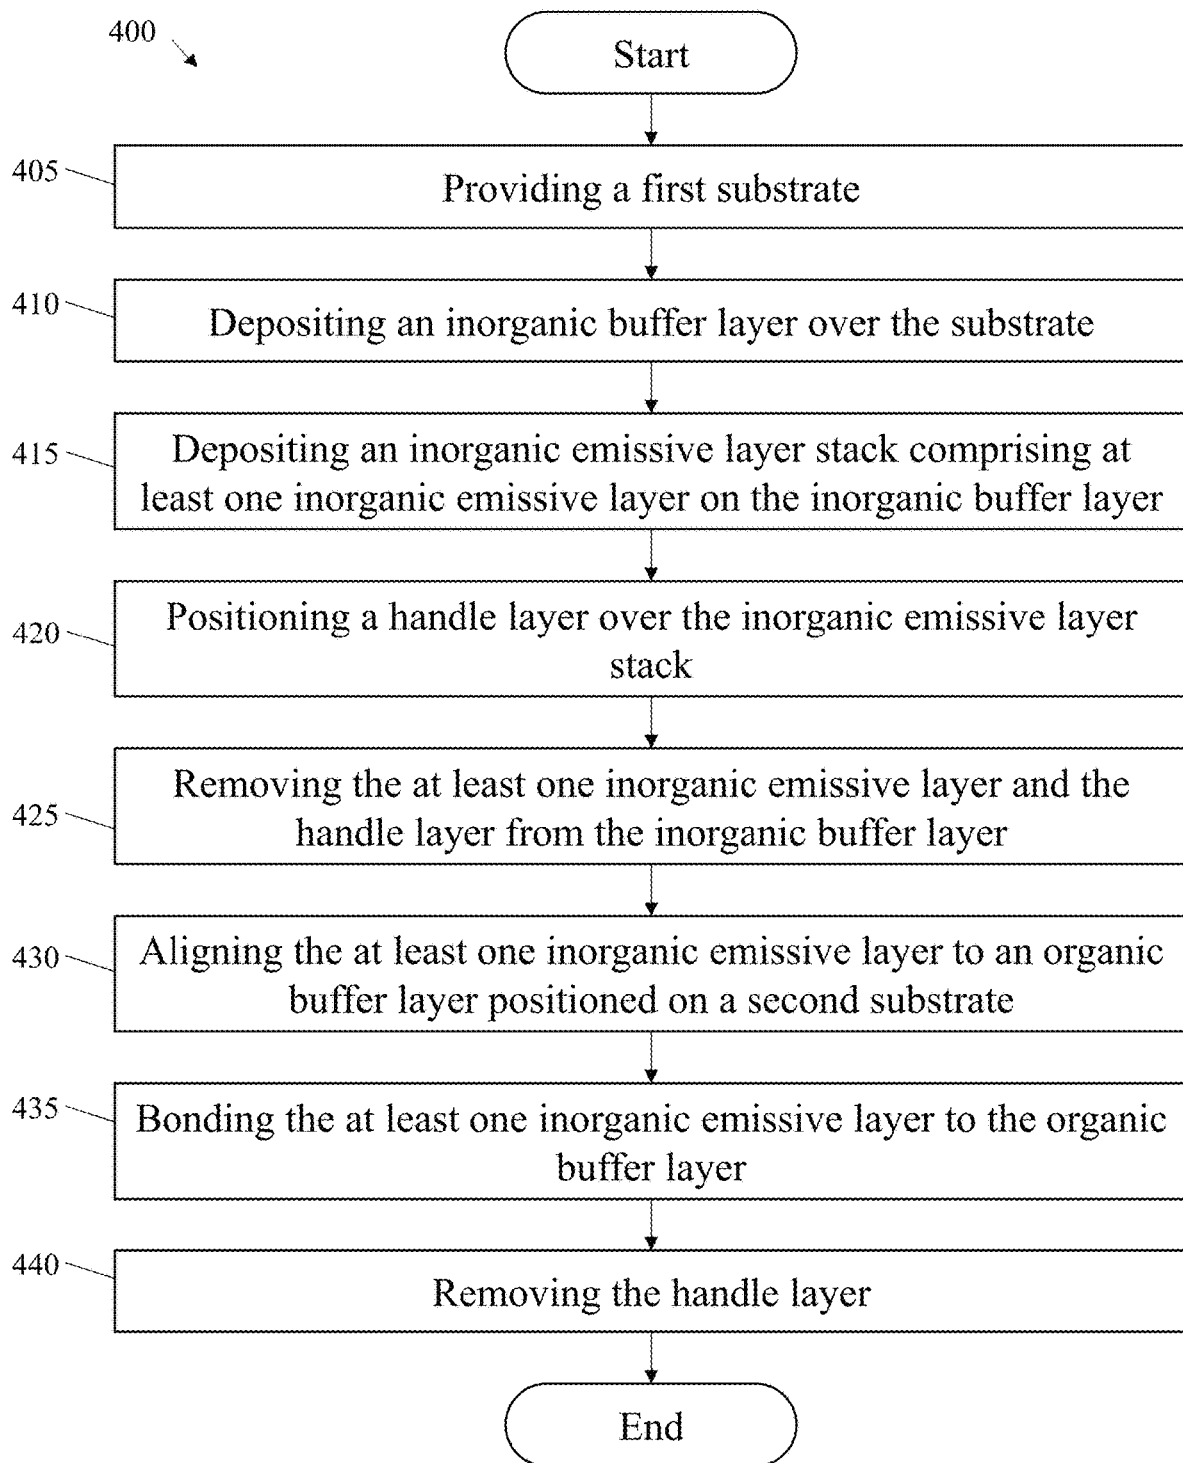 400
Start
405
Providing a first substrate
410
Depositing an inorganic buffer layer over the substrate
415
Depositing an inorganic emissive layer stack comprising at
least one inorganic emissive layer on the inorganic buffer layer
420
Positioning a handle layer over the inorganic emissive layer
stack
425
Removing the at least one inorganic emissive layer and the
handle layer from the inorganic buffer layer
430
Aligning the at least one inorganic emissive layer to an organic
buffer layer positioned on a second substrate
435
Bonding the at least one inorganic emissive layer to the organic
buffer layer
440
Removing the handle layer
End